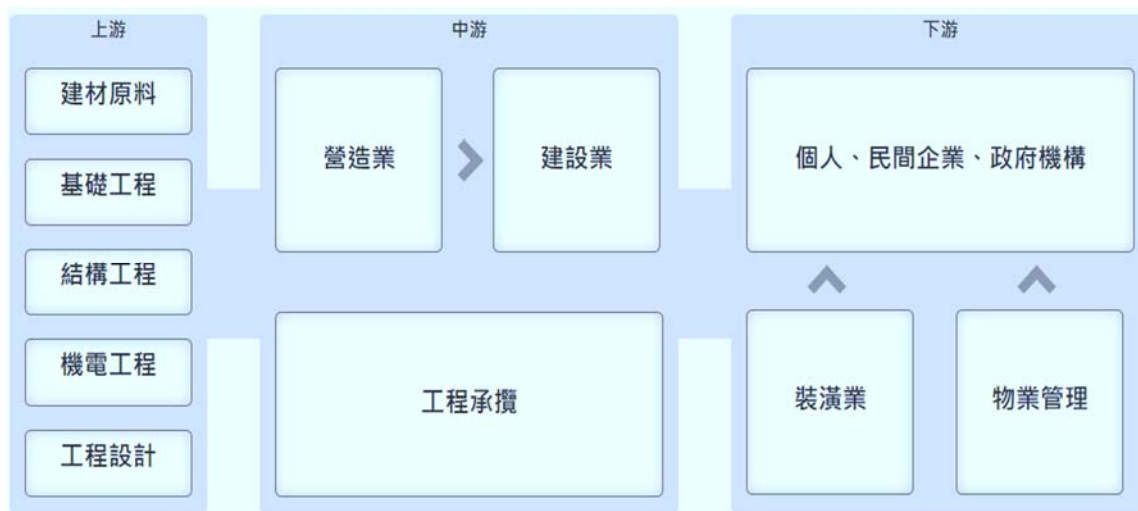 上游
建材原料
基礎工程
結構工程
機電工程
工程設計
中游
營造業
建設業
工程承攬
下游
個人、民間企業、政府機構
裝潢業
物業管理